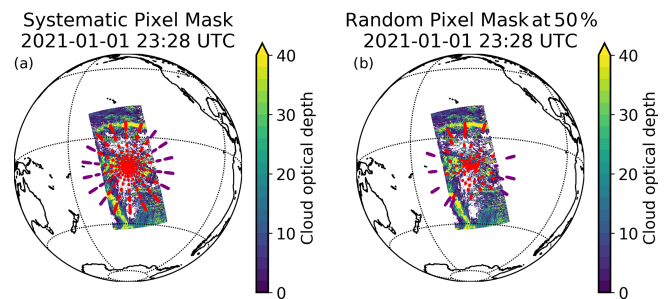 Systematic Pixel Mask
2021-01-01 23:28 UTC
(a)
40
30
20
10
0
Cloud optical depth
Random Pixel Mask at 50%
2021-01-01 23:28 UTC
(b)
40
30
20
10
0
Cloud optical depth